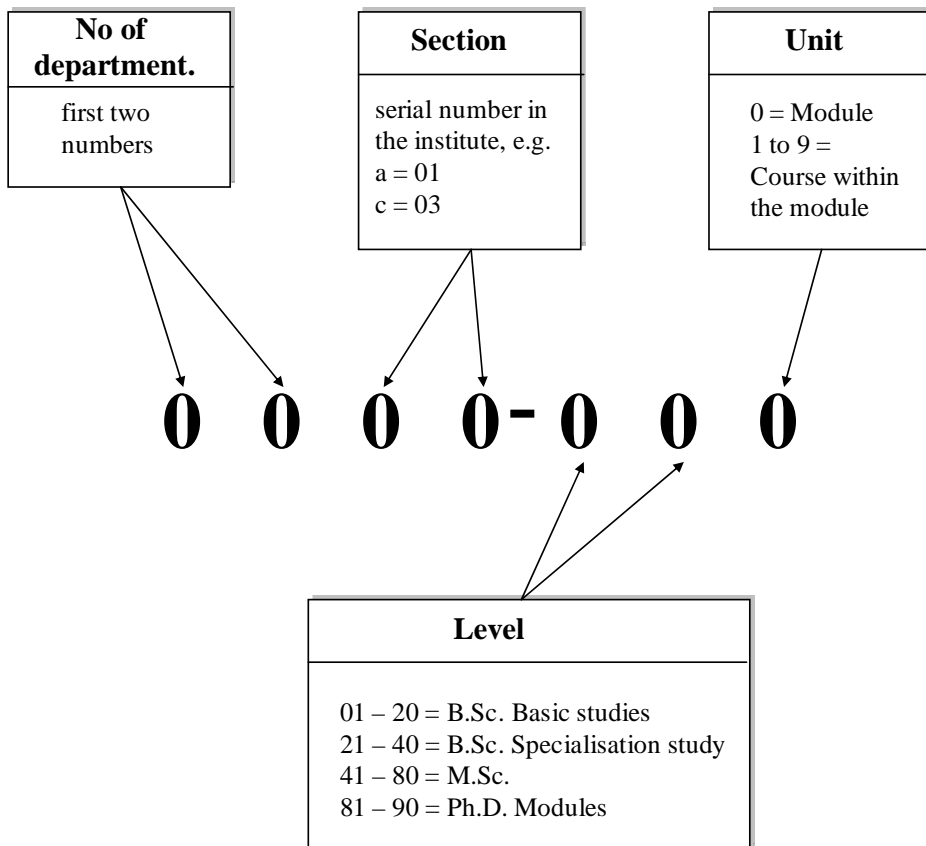 No of
department.
first two
numbers
Section
serial number in
the institute, e.g.
a = 01
c = 03
Unit
0 = Module
1 to 9 =
Course within
the module
0 0 0 0 - 0 0 0
Level
01 – 20 = B.Sc. Basic studies
21 – 40 = B.Sc. Specialisation study
41 – 80 = M.Sc.
81 – 90 = Ph.D. Modules